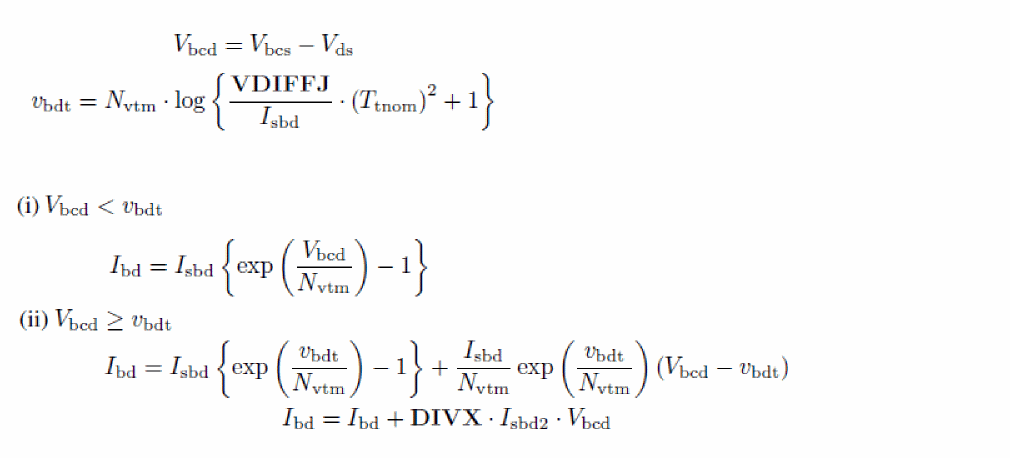 V_bcd = V_bcs − V_ds
v_bdt = N_vtm · log { VDIFFJ / I_sbd · (T_tnom)^2 + 1 }
(i) V_bcd < v_bdt
I_bd = I_sbd { exp ( V_bcd / N_vtm ) − 1 }
(ii) V_bcd ≥ v_bdt
I_bd = I_sbd { exp ( v_bdt / N_vtm ) − 1 } + I_sbd / N_vtm exp ( v_bdt / N_vtm ) (V_bcd − v_bdt)
I_bd = I_bd + DIVX · I_sbd2 · V_bcd